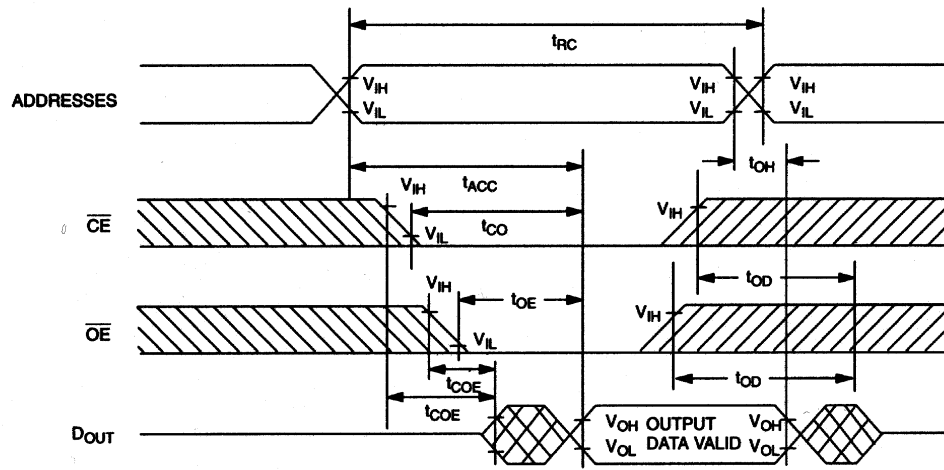 tRC
ADDRESSES
VIH VIH VIH
VIL VIL VIL
tOH
tACC
VIH
CE
tCO
VIL
VIH
tOD
VIH
OE
tOE
VIL
VIH
tCOE
tOD
tCOE
DOUT
VOH OUTPUT VOH
VOL DATA VALID VOL